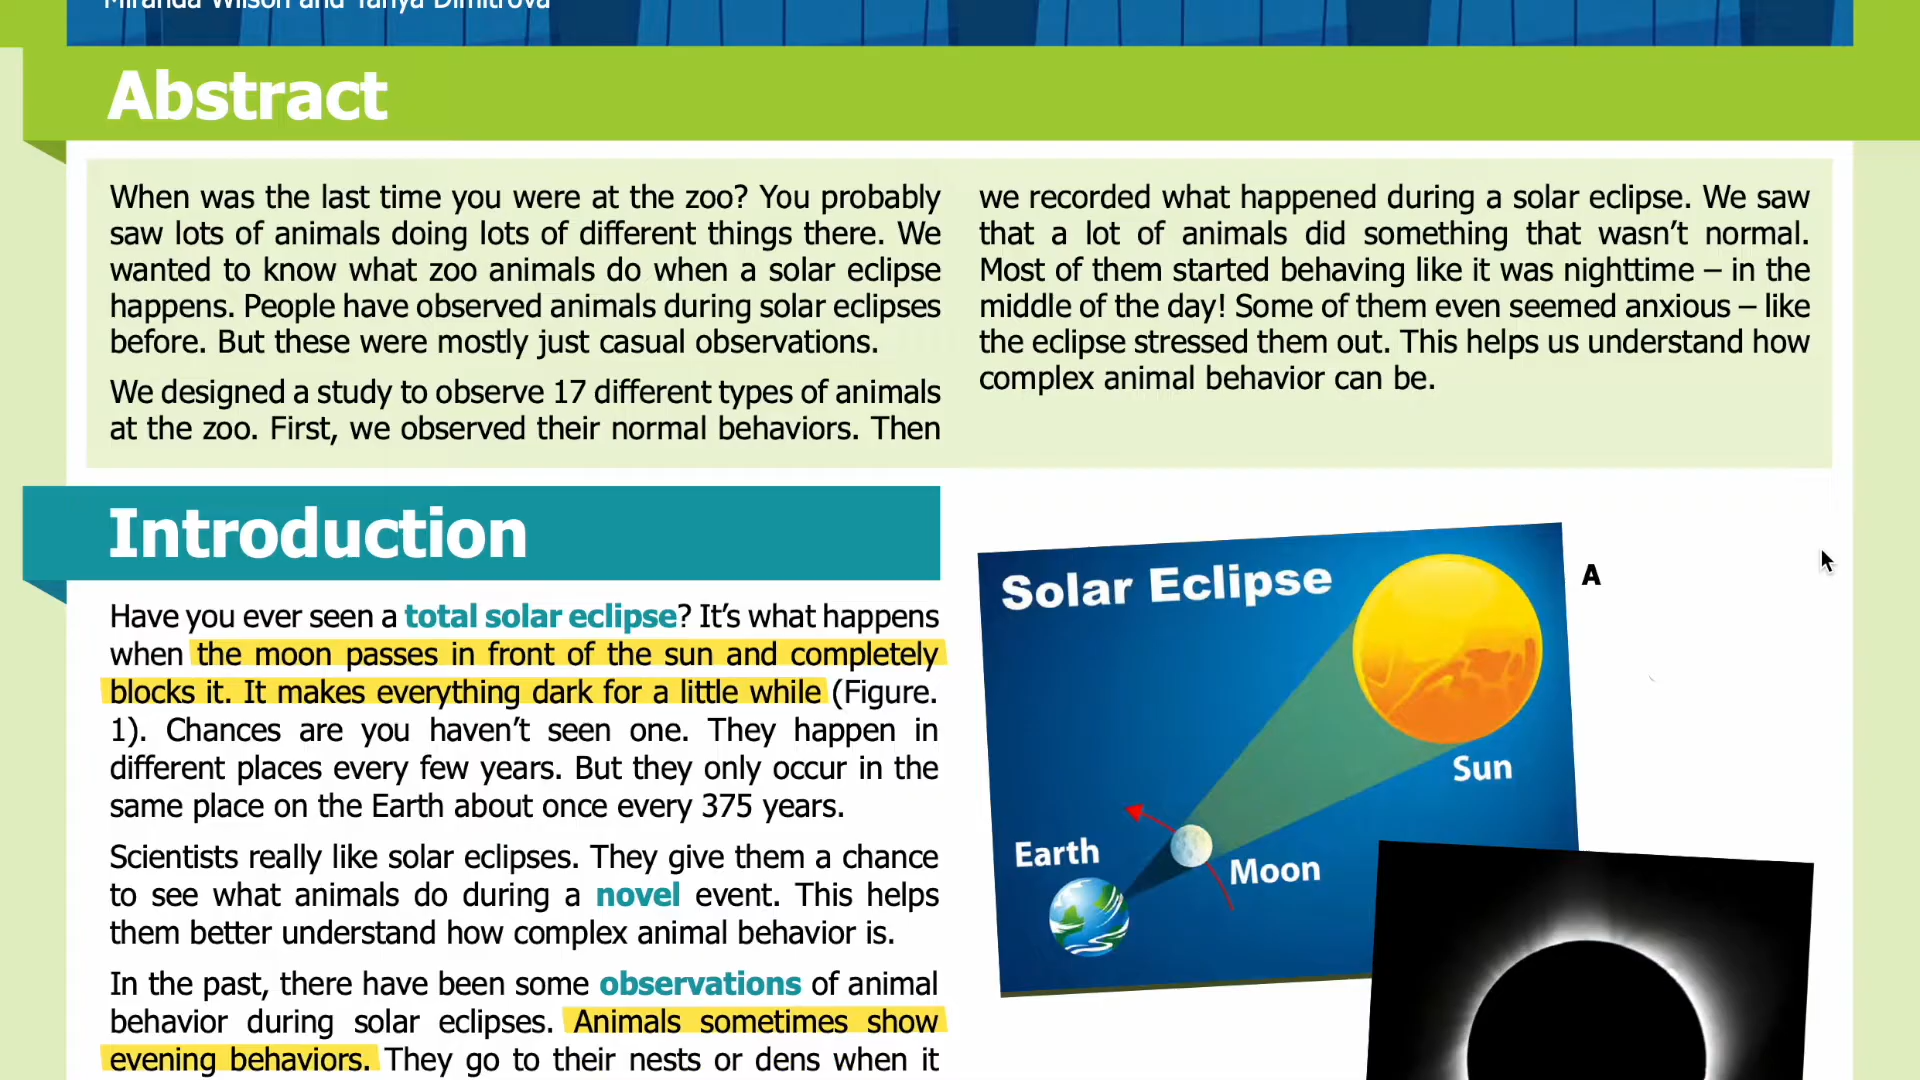 Miranda Wilson and Tanya Dimitrova
Abstract
When was the last time you were at the zoo? You probably
saw lots of animals doing lots of different things there. We
wanted to know what zoo animals do when a solar eclipse
happens. People have observed animals during solar eclipses
before. But these were mostly just casual observations.
We designed a study to observe 17 different types of animals
at the zoo. First, we observed their normal behaviors. Then
we recorded what happened during a solar eclipse. We saw
that a lot of animals did something that wasn’t normal.
Most of them started behaving like it was nighttime – in the
middle of the day! Some of them even seemed anxious – like
the eclipse stressed them out. This helps us understand how
complex animal behavior can be.
Introduction
Have you ever seen a total solar eclipse? It’s what happens
when the moon passes in front of the sun and completely
blocks it. It makes everything dark for a little while (Figure.
1). Chances are you haven’t seen one. They happen in
different places every few years. But they only occur in the
same place on the Earth about once every 375 years.
Scientists really like solar eclipses. They give them a chance
to see what animals do during a novel event. This helps
them better understand how complex animal behavior is.
In the past, there have been some observations of animal
behavior during solar eclipses. Animals sometimes show
evening behaviors. They go to their nests or dens when it
Solar Eclipse
A
Sun
Earth
Moon